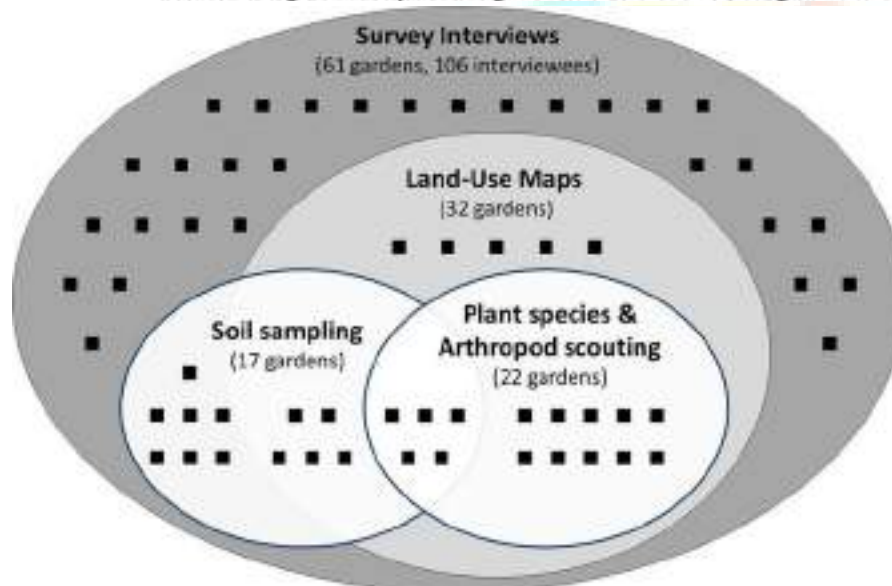 Survey Interviews
(61 gardens, 106 interviewees)
Land-Use Maps
(32 gardens)
Soil sampling
(17 gardens)
Plant species &
Arthropod scouting
(22 gardens)